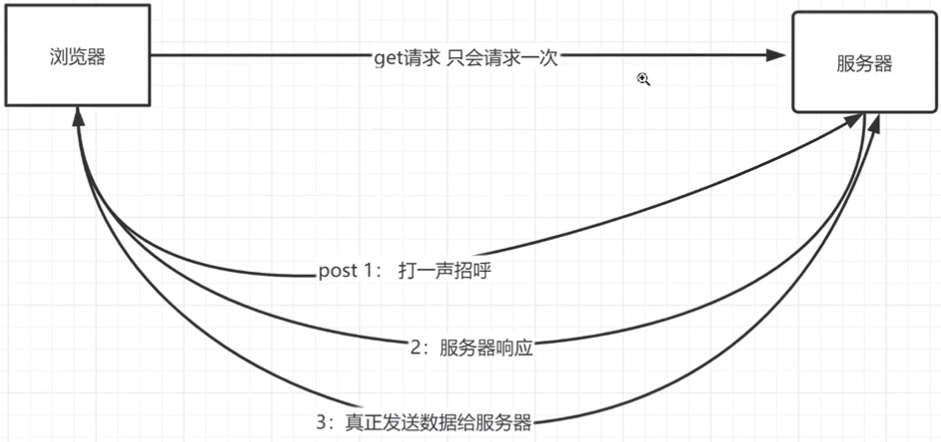 浏览器
get请求 只会请求一次
服务器
post 1： 打一声招呼
2：服务器响应
3：真正发送数据给服务器